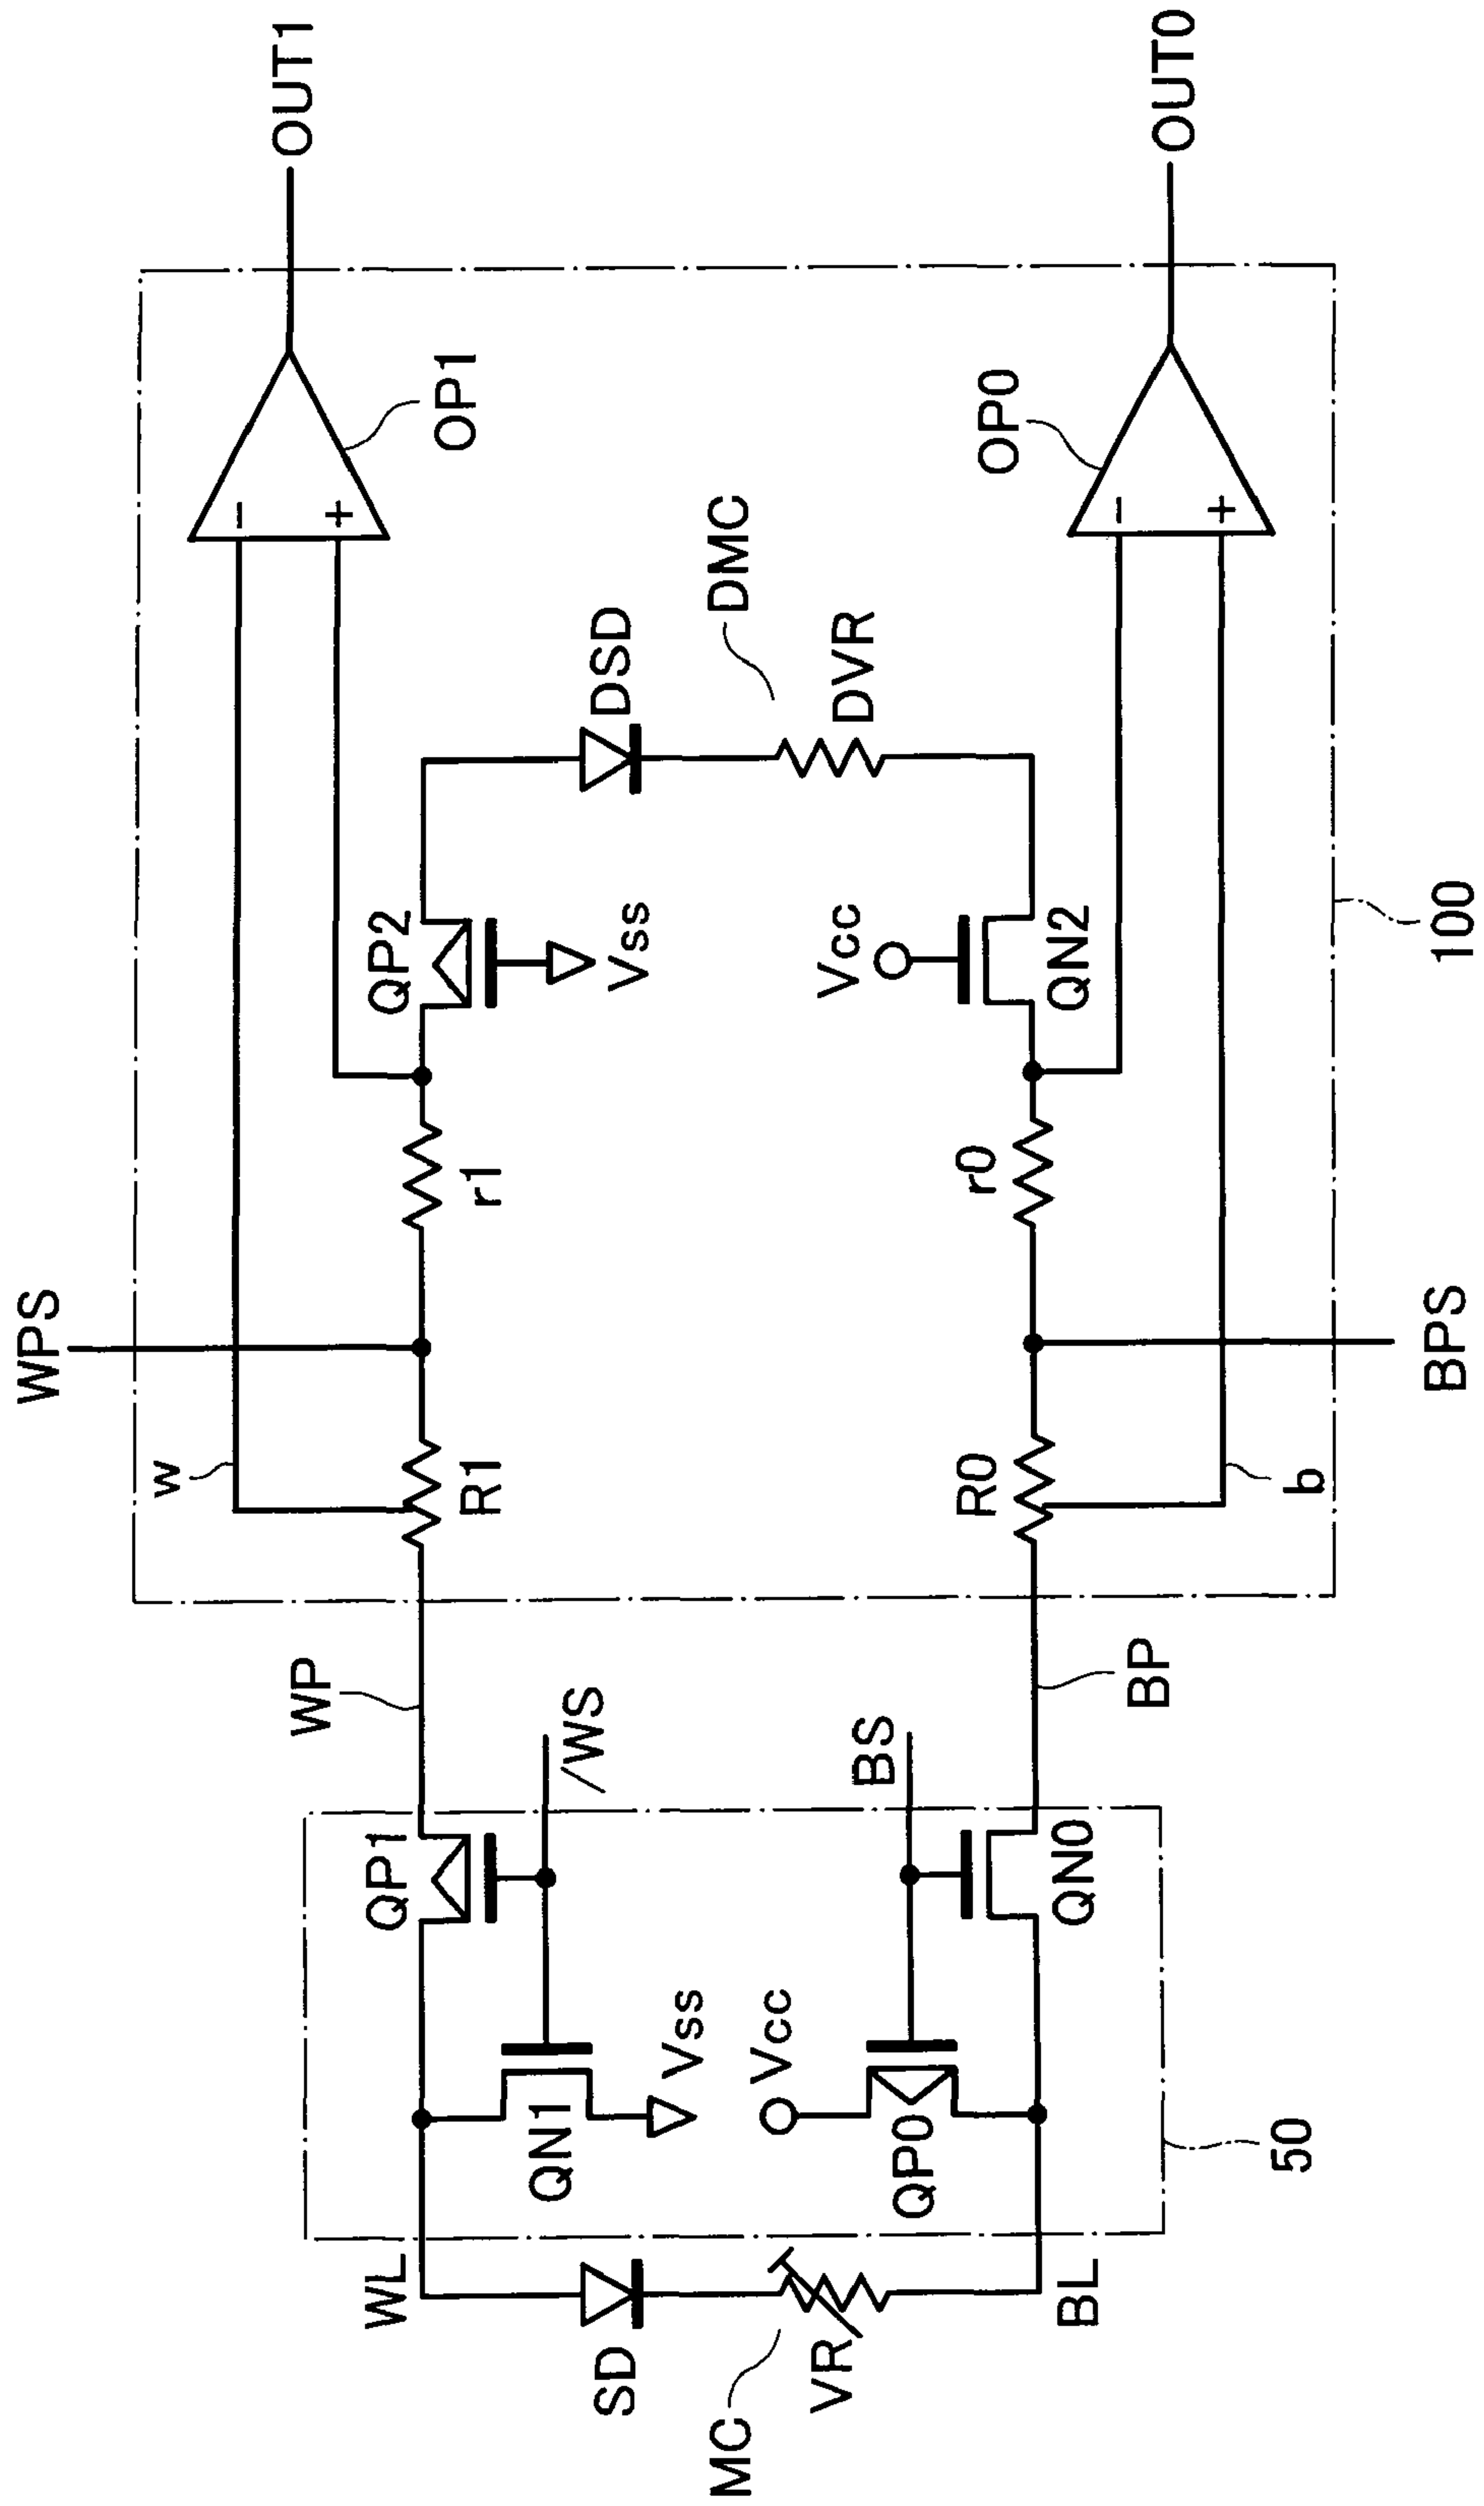 OUT1
OUT0
OP1
OP0
DMC
DSD
DVR
QP2
Vss
Vcc
QN2
100
r1
r0
WPS
BPS
w
R1
R0
b
WP
/WS
BS
BP
QP1
QN0
Vss
Vcc
QN1
QP0
50
WL
BL
SD
VR
MC
-
+
-
+